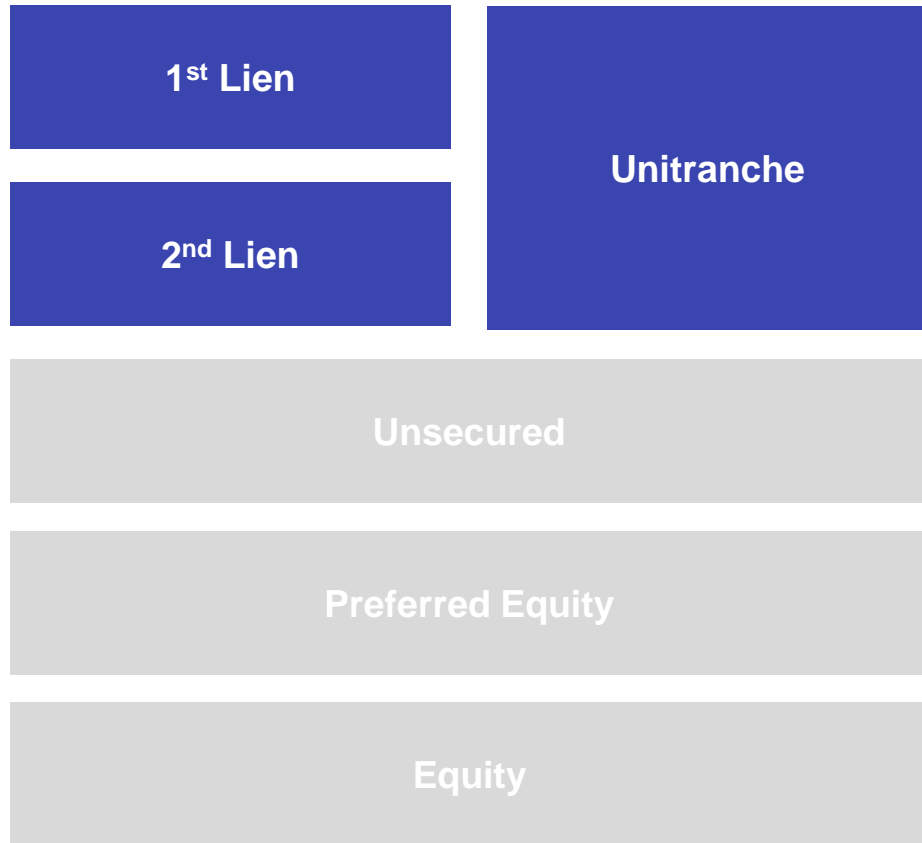 1st Lien
Unitranche
2nd Lien
Unsecured
Preferred Equity
Equity